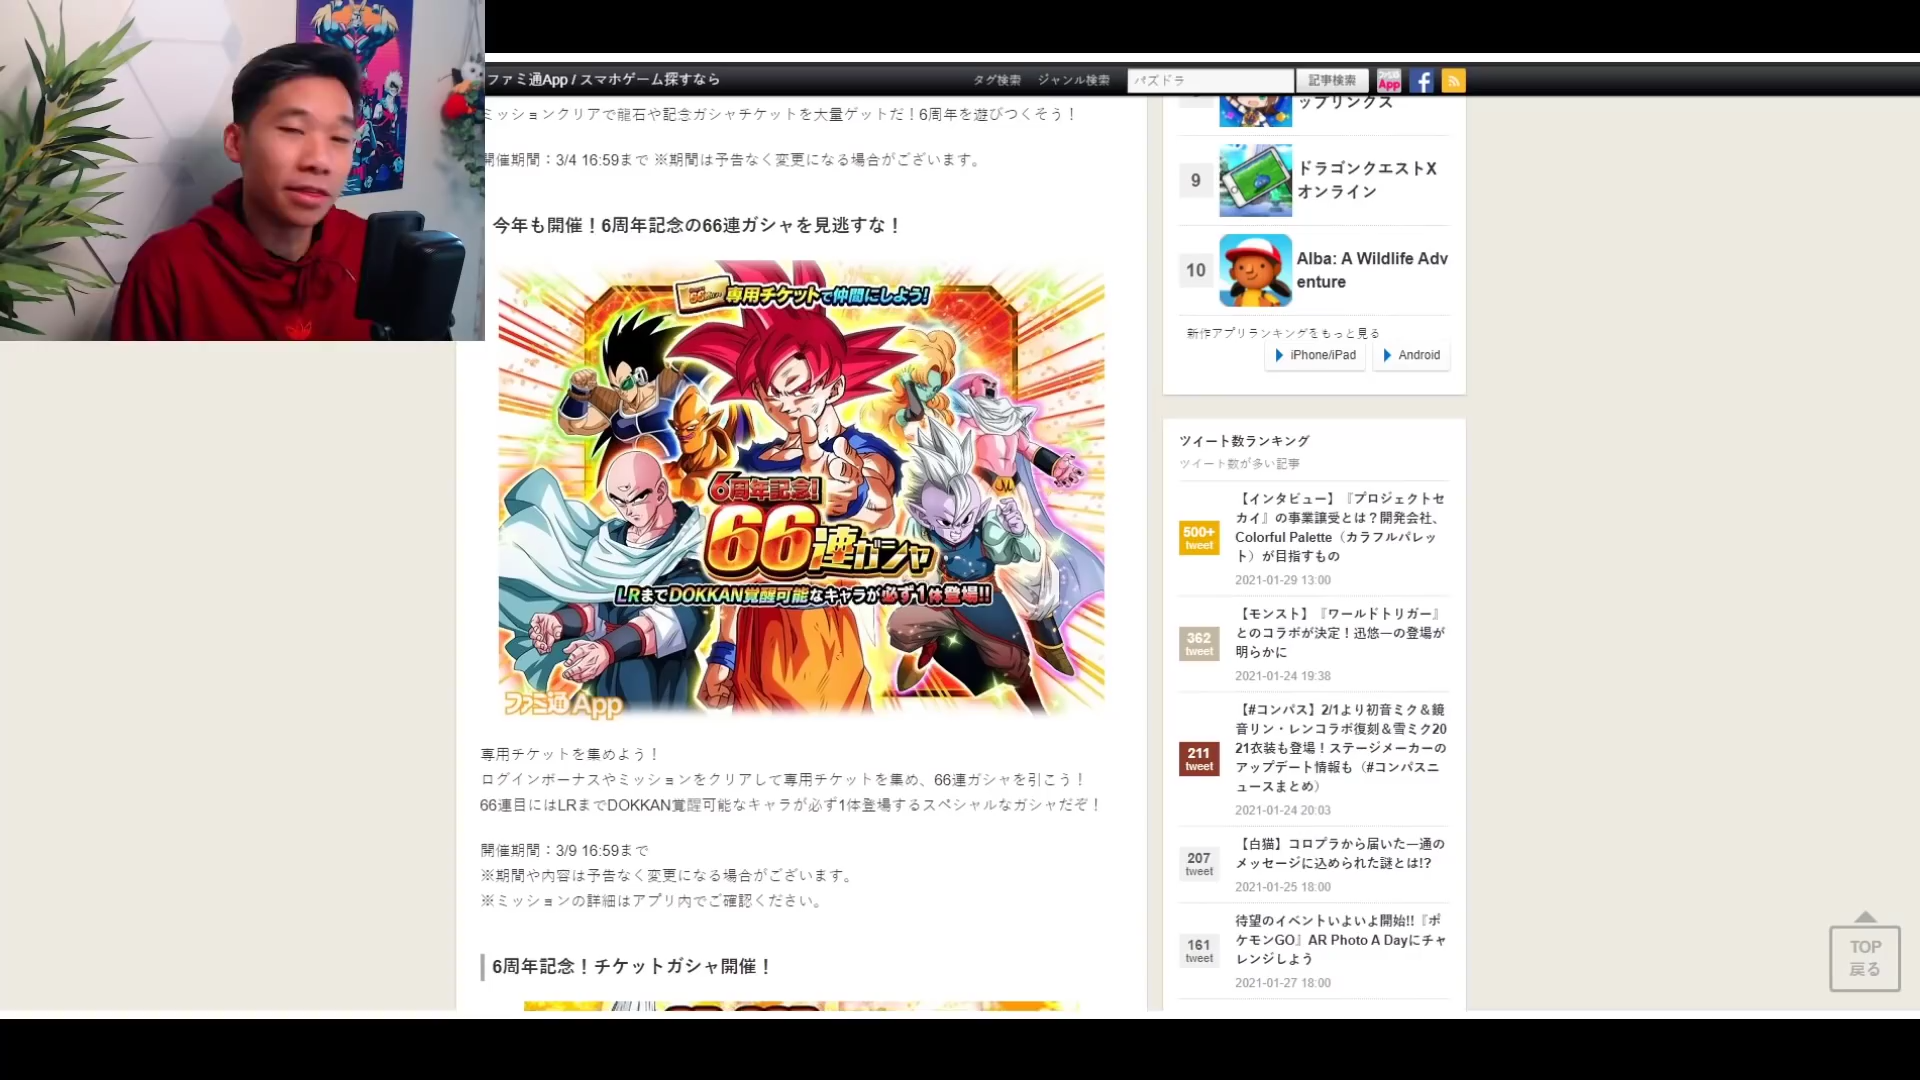 ファミ通App / スマホゲーム探すなら
タグ検索
ジャンル検索
パズドラ
記事検索
App
ミッションクリアで龍石や記念ガシャチケットを大量ゲットだ！6周年を遊びつくそう！
開催期間：3/4 16:59まで ※期間は予告なく変更になる場合がございます。
今年も開催！6周年記念の66連ガシャを見逃すな！
専用チケットで仲間にしよう!
6周年記念!
66連ガシャ
LRまでDOKKAN覚醒可能なキャラが必ず1体登場!!
ファミ通App
専用チケットを集めよう！
ログインボーナスやミッションをクリアして専用チケットを集め、66連ガシャを引こう！
66連目にはLRまでDOKKAN覚醒可能なキャラが必ず1体登場するスペシャルなガシャだぞ！
開催期間：3/9 16:59まで
※期間や内容は予告なく変更になる場合がございます。
※ミッションの詳細はアプリ内でご確認ください。
6周年記念！チケットガシャ開催！
ップリンクス
9
ドラゴンクエストX
オンライン
10
Alba: A Wildlife Adv
enture
新作アプリランキングをもっと見る
iPhone/iPad
Android
ツイート数ランキング
ツイート数が多い記事
500+
tweet
【インタビュー】『プロジェクトセ
カイ』の事業譲受とは？開発会社、
Colorful Palette（カラフルパレッ
ト）が目指すもの
2021-01-29 13:00
362
tweet
【モンスト】『ワールドトリガー』
とのコラボが決定！迅悠一の登場が
明らかに
2021-01-24 19:38
211
tweet
【#コンパス】2/1より初音ミク＆鏡
音リン・レンコラボ復刻＆雪ミク20
21衣装も登場！ステージメーカーの
アップデート情報も（#コンパスニ
ュースまとめ）
2021-01-24 20:03
207
tweet
【白猫】コロプラから届いた一通の
メッセージに込められた謎とは!?
2021-01-25 18:00
161
tweet
待望のイベントいよいよ開始!!『ポ
ケモンGO』AR Photo A Dayにチャ
レンジしよう
2021-01-27 18:00
TOP
戻る